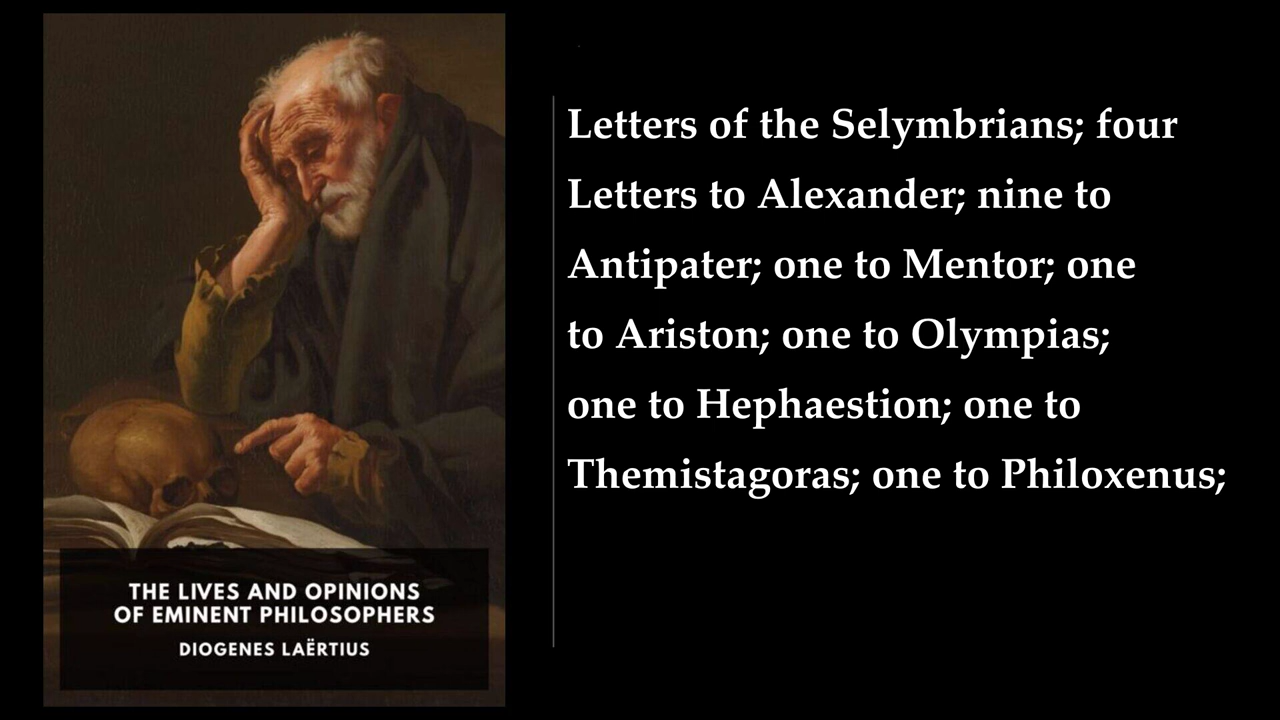 THE LIVES AND OPINIONS
OF EMINENT PHILOSOPHERS
DIOGENES LAËRTIUS
Letters of the Selymbrians; four
Letters to Alexander; nine to
Antipater; one to Mentor; one
to Ariston; one to Olympias;
one to Hephaestion; one to
Themistagoras; one to Philoxenus;